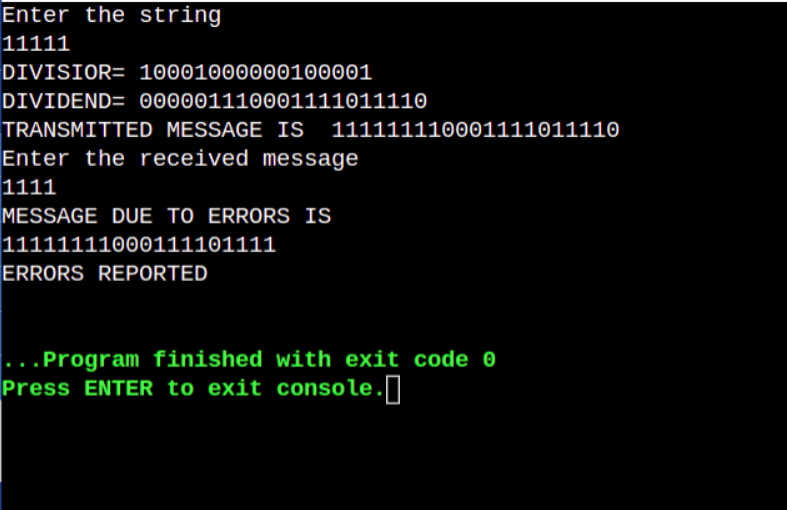 Enter the string
11111
DIVISIOR= 10001000000100001
DIVIDEND= 000001110001111011110
TRANSMITTED MESSAGE IS  111111110001111011110
Enter the received message
1111
MESSAGE DUE TO ERRORS IS
11111111000111101111
ERRORS REPORTED
...Program finished with exit code 0
Press ENTER to exit console.